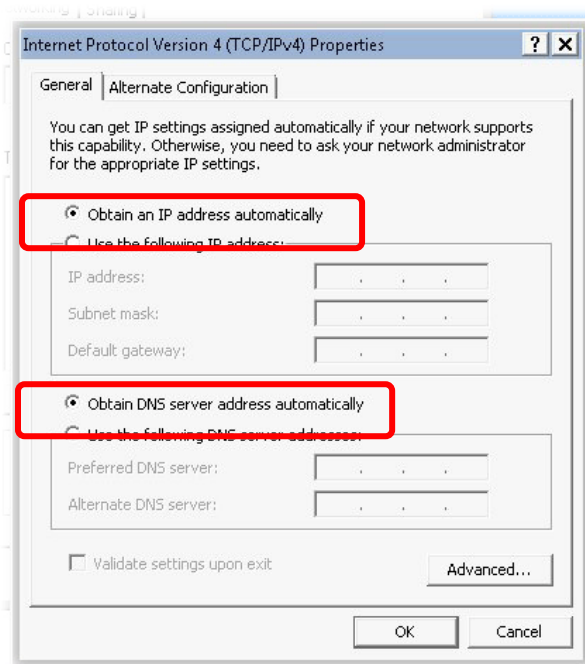 Sharing
Internet Protocol Version 4 (TCP/IPv4) Properties ? X
General Alternate Configuration
You can get IP settings assigned automatically if your network supports
this capability. Otherwise, you need to ask your network administrator
for the appropriate IP settings.
Obtain an IP address automatically
Use the following IP address:
IP address:
Subnet mask:
Default gateway:
Obtain DNS server address automatically
Use the following DNS server addresses:
Preferred DNS server:
Alternate DNS server:
Validate settings upon exit
Advanced...
OK Cancel